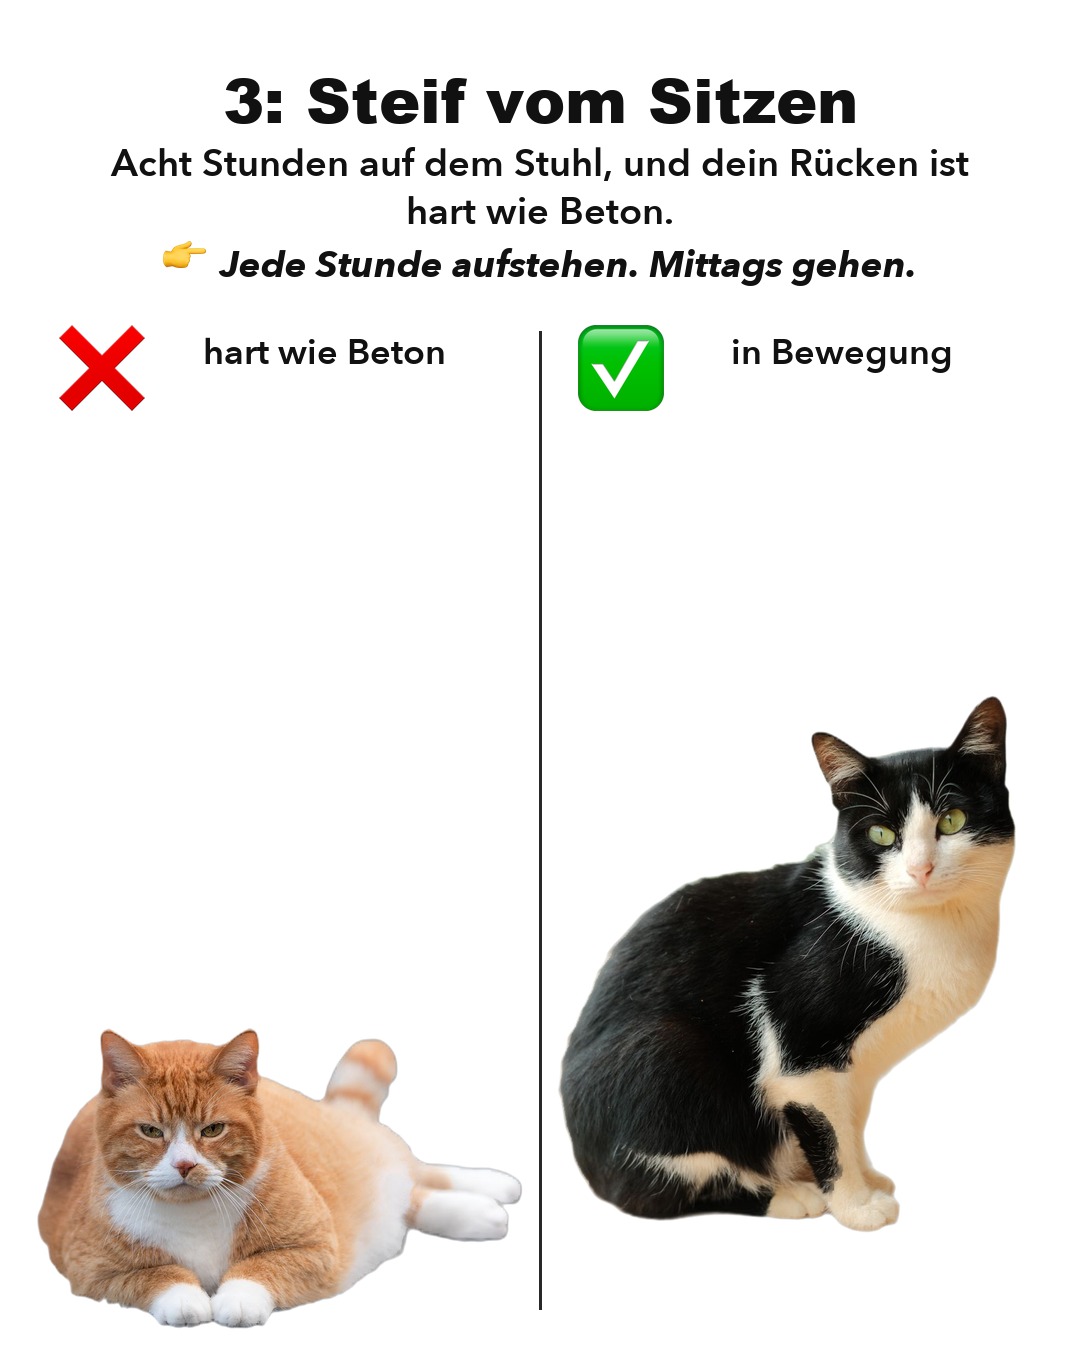 3: Steif vom Sitzen
Acht Stunden auf dem Stuhl, und dein Rücken ist
hart wie Beton.
👉 Jede Stunde aufstehen. Mittags gehen.
❌ hart wie Beton
✅ in Bewegung